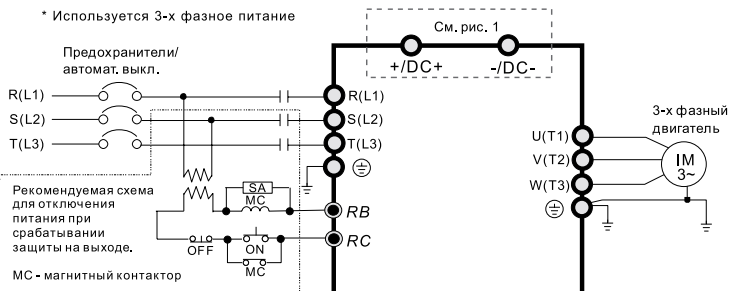 * Используется 3-х фазное питание
См. рис. 1
+/DC+
-/DC-
Предохранители/
автомат. выкл.
R(L1)
S(L2)
T(L3)
R(L1)
S(L2)
T(L3)
U(T1)
V(T2)
W(T3)
3-х фазный
двигатель
IM
3~
Рекомендуемая схема
для отключения
питания при
срабатывании
защиты на выходе.
МС - магнитный контактор
SA
MC
RB
OFF
ON
MC
RC